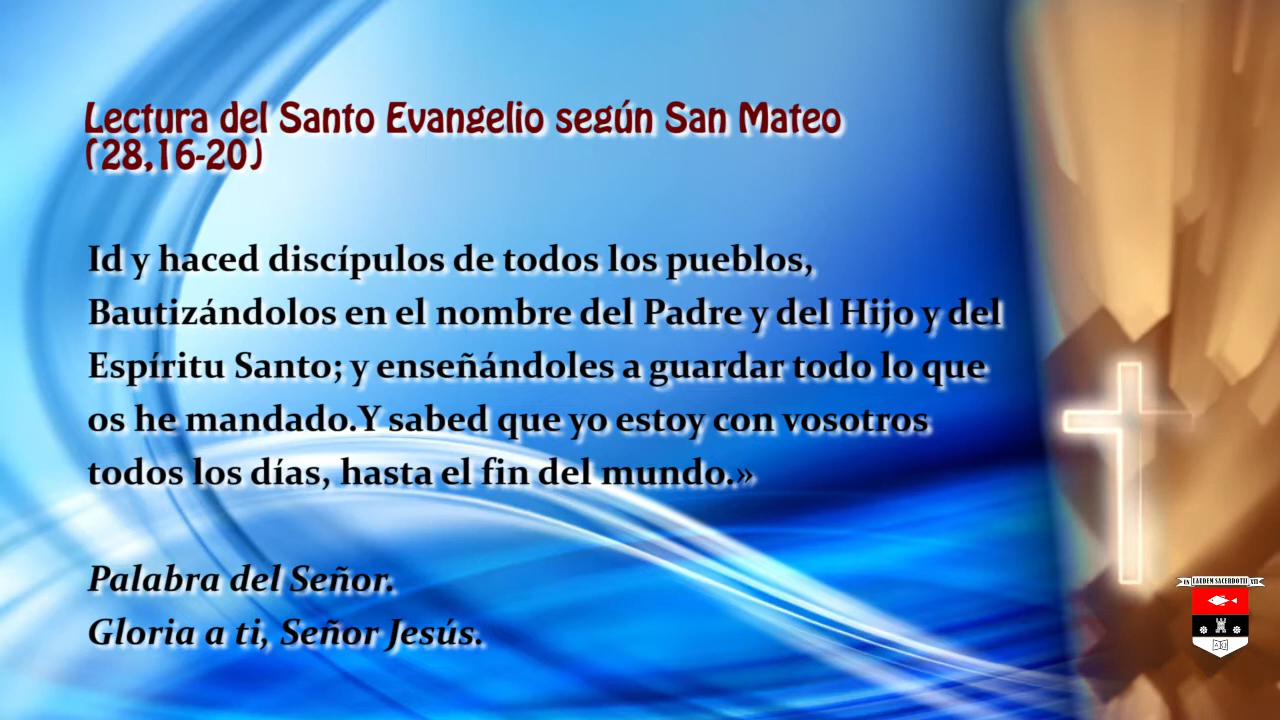 Lectura del Santo Evangelio según San Mateo
(28,16-20)
Id y haced discípulos de todos los pueblos,
Bautizándolos en el nombre del Padre y del Hijo y del
Espíritu Santo; y enseñándoles a guardar todo lo que
os he mandado.Y sabed que yo estoy con vosotros
todos los días, hasta el fin del mundo.»
Palabra del Señor.
Gloria a ti, Señor Jesús.
LAUDEM SACERDOTII